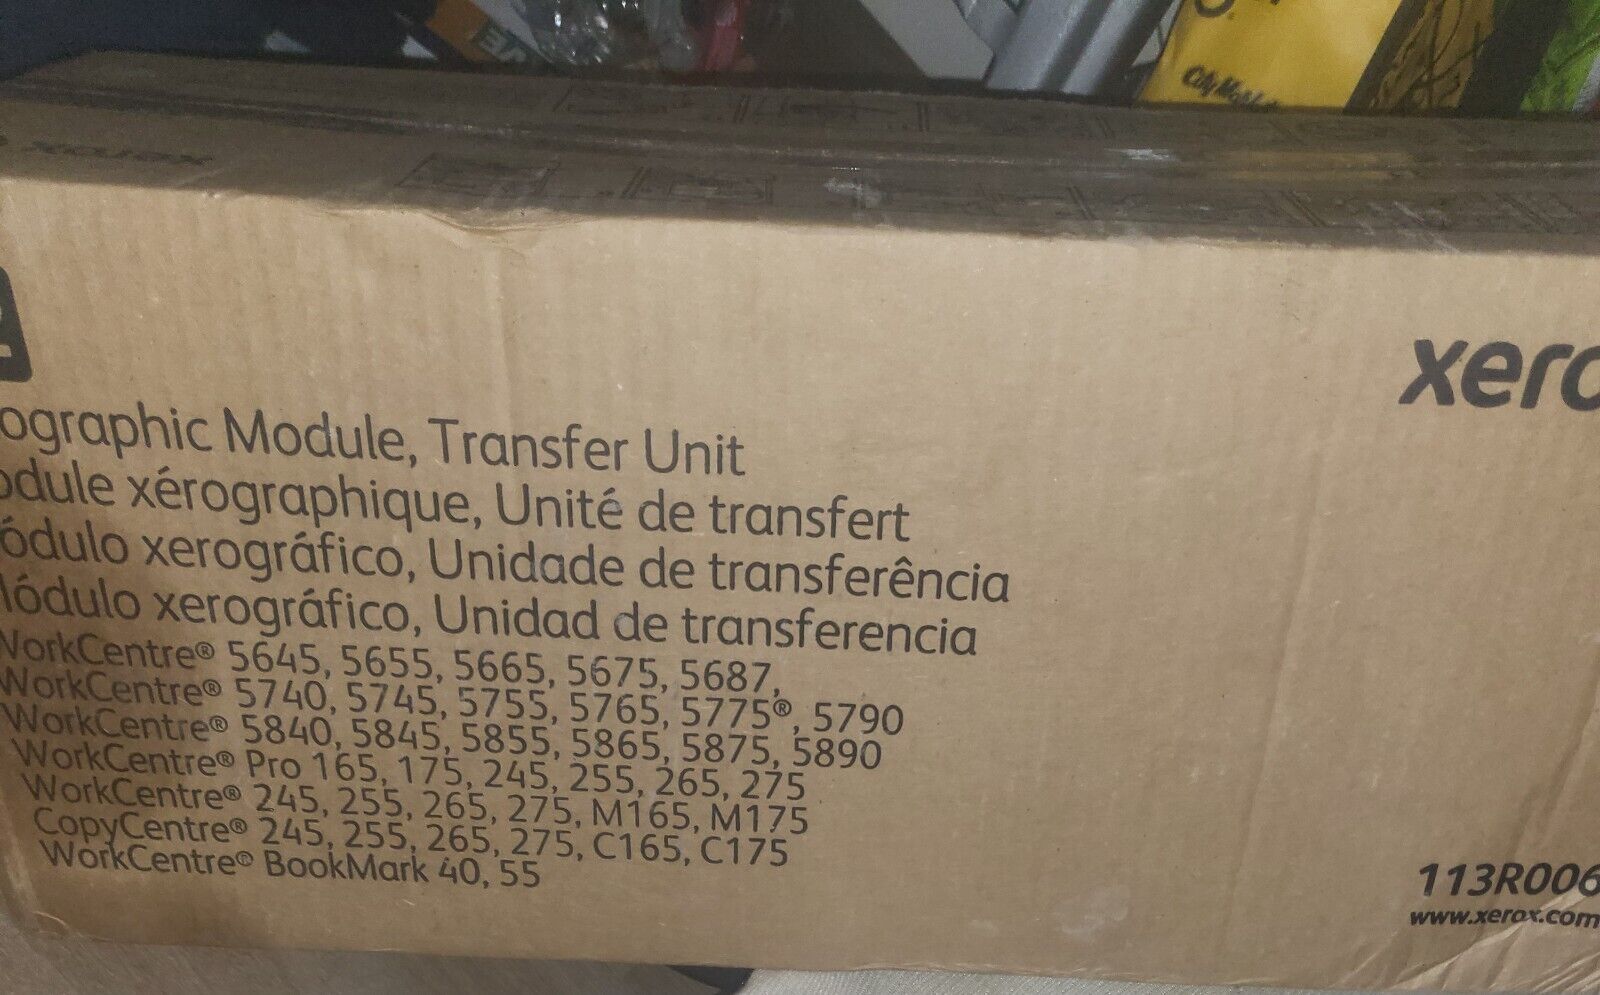 xerox
xero
ographic Module, Transfer Unit
odule xérographique, Unité de transfert
ódulo xerográfico, Unidade de transferência
Módulo xerográfico, Unidad de transferencia
WorkCentre® 5645, 5655, 5665, 5675, 5687,
WorkCentre® 5740, 5745, 5755, 5765, 5775®, 5790
WorkCentre® 5840, 5845, 5855, 5865, 5875, 5890
WorkCentre® Pro 165, 175, 245, 255, 265, 275
WorkCentre® 245, 255, 265, 275, M165, M175
CopyCentre® 245, 255, 265, 275, C165, C175
WorkCentre® BookMark 40, 55
113R006
www.xerox.com